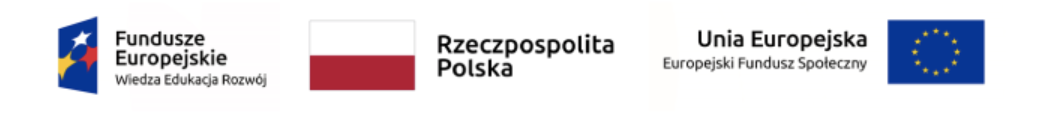 Fundusze
Europejskie
Wiedza Edukacja Rozwój
Rzeczpospolita
Polska
Unia Europejska
Europejski Fundusz Społeczny